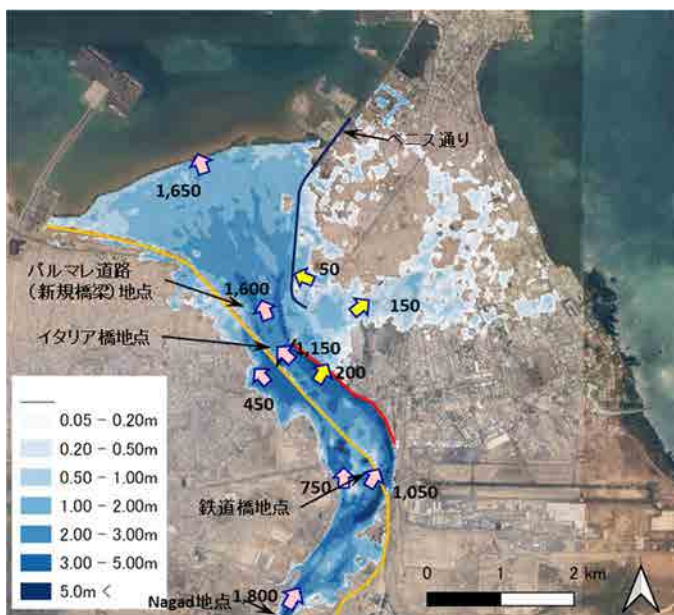 ベニス通り
1,650
50
パルマレ道路
(新規橋梁)地点
1,600
150
イタリア橋地点
1,150
200
450
0.05 - 0.20m
0.20 - 0.50m
0.50 - 1.00m
1.00 - 2.00m
2.00 - 3.00m
3.00 - 5.00m
5.0m <
750
1,050
鉄道橋地点
Nagad地点
1,800
0 1 2 km